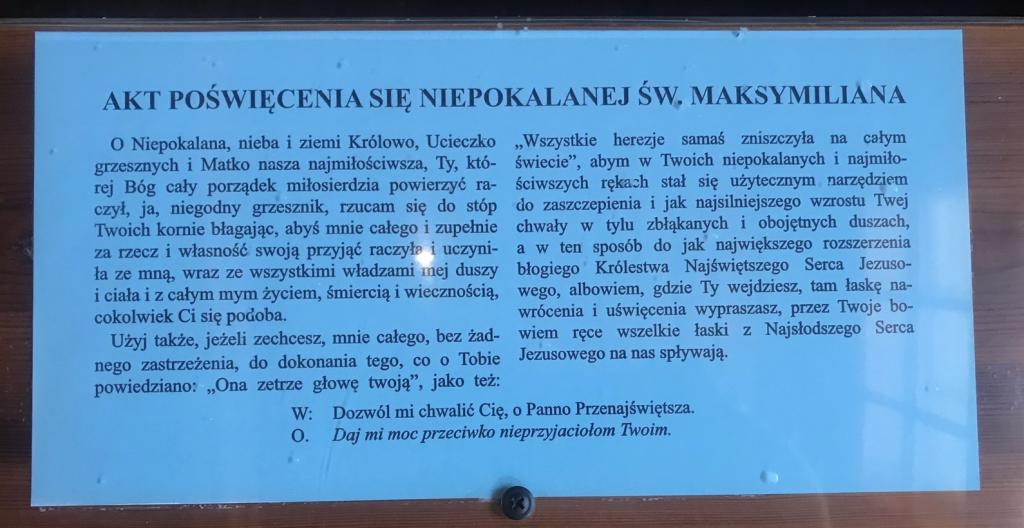 AKT POŚWIĘCENIA SIĘ NIEPOKALANEJ ŚW. MAKSYMILIANA
O Niepokalana, nieba i ziemi Królowo, Ucieczko
grzesznych i Matko nasza najmiłościwsza, Ty, któ-
rej Bóg cały porządek miłosierdzia powierzyć ra-
czył, ja, niegodny grzesznik, rzucam się do stóp
Twoich kornie błagając, abyś mnie całego i zupełnie
za rzecz i własność swoją przyjąć raczyła i uczyni-
ła ze mną, wraz ze wszystkimi władzami mej duszy
i ciała i z całym mym życiem, śmiercią i wiecznością,
cokolwiek Ci się podoba.
Użyj także, jeżeli zechcesz, mnie całego, bez żad-
nego zastrzeżenia, do dokonania tego, co o Tobie
powiedziano: „Ona zetrze głowę twoją”, jako też:
„Wszystkie herezje samaś zniszczyła na całym
świecie”, abym w Twoich niepokalanych i najmiło-
ściwszych rękach stał się użytecznym narzędziem
do zaszczepienia i jak najsilniejszego wzrostu Twej
chwały w tylu zbłąkanych i obojętnych duszach,
a w ten sposób do jak największego rozszerzenia
błogiego Królestwa Najświętszego Serca Jezuso-
wego, albowiem, gdzie Ty wejdziesz, tam łaskę na-
wrócenia i uświęcenia wypraszasz, przez Twoje bo-
wiem ręce wszelkie łaski z Najsłodszego Serca
Jezusowego na nas spływają.
W: Dozwól mi chwalić Cię, o Panno Przenajświętsza.
O. Daj mi moc przeciwko nieprzyjaciołom Twoim.